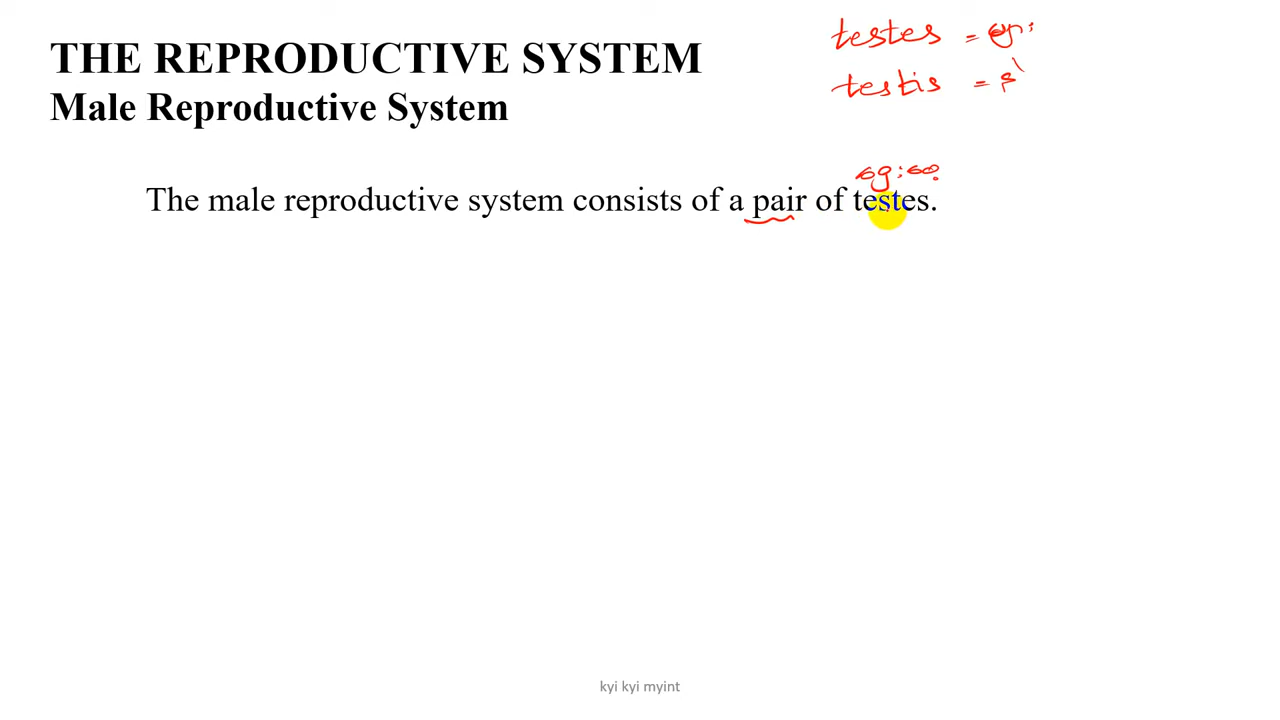 THE REPRODUCTIVE SYSTEM
Male Reproductive System
testes =
testis =
The male reproductive system consists of a pair of testes.
kyi kyi myint